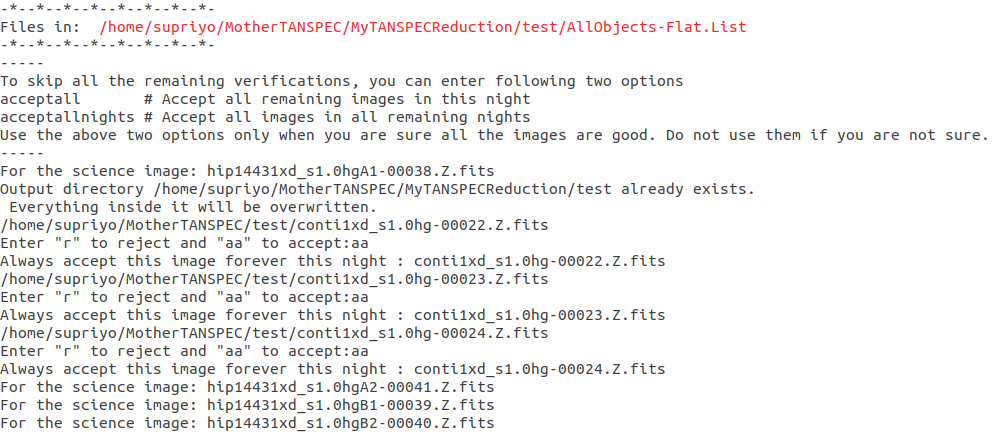 -*--*--*--*--*--*--*--*-
Files in:  /home/supriyo/MotherTANSPEC/MyTANSPECReduction/test/AllObjects-Flat.List
-*--*--*--*--*--*--*--*-
-----
To skip all the remaining verifications, you can enter following two options
acceptall       # Accept all remaining images in this night
acceptallnights # Accept all images in all remaining nights
Use the above two options only when you are sure all the images are good. Do not use them if you are not sure.
-----
For the science image: hip14431xd_s1.0hgA1-00038.Z.fits
Output directory /home/supriyo/MotherTANSPEC/MyTANSPECReduction/test already exists.
 Everything inside it will be overwritten.
/home/supriyo/MotherTANSPEC/test/conti1xd_s1.0hg-00022.Z.fits
Enter "r" to reject and "aa" to accept:aa
Always accept this image forever this night : conti1xd_s1.0hg-00022.Z.fits
/home/supriyo/MotherTANSPEC/test/conti1xd_s1.0hg-00023.Z.fits
Enter "r" to reject and "aa" to accept:aa
Always accept this image forever this night : conti1xd_s1.0hg-00023.Z.fits
/home/supriyo/MotherTANSPEC/test/conti1xd_s1.0hg-00024.Z.fits
Enter "r" to reject and "aa" to accept:aa
Always accept this image forever this night : conti1xd_s1.0hg-00024.Z.fits
For the science image: hip14431xd_s1.0hgA2-00041.Z.fits
For the science image: hip14431xd_s1.0hgB1-00039.Z.fits
For the science image: hip14431xd_s1.0hgB2-00040.Z.fits